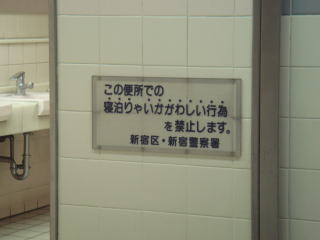 この便所での
寝泊りゃいかがわしい行為
を禁止します。
新宿区・新宿警察署